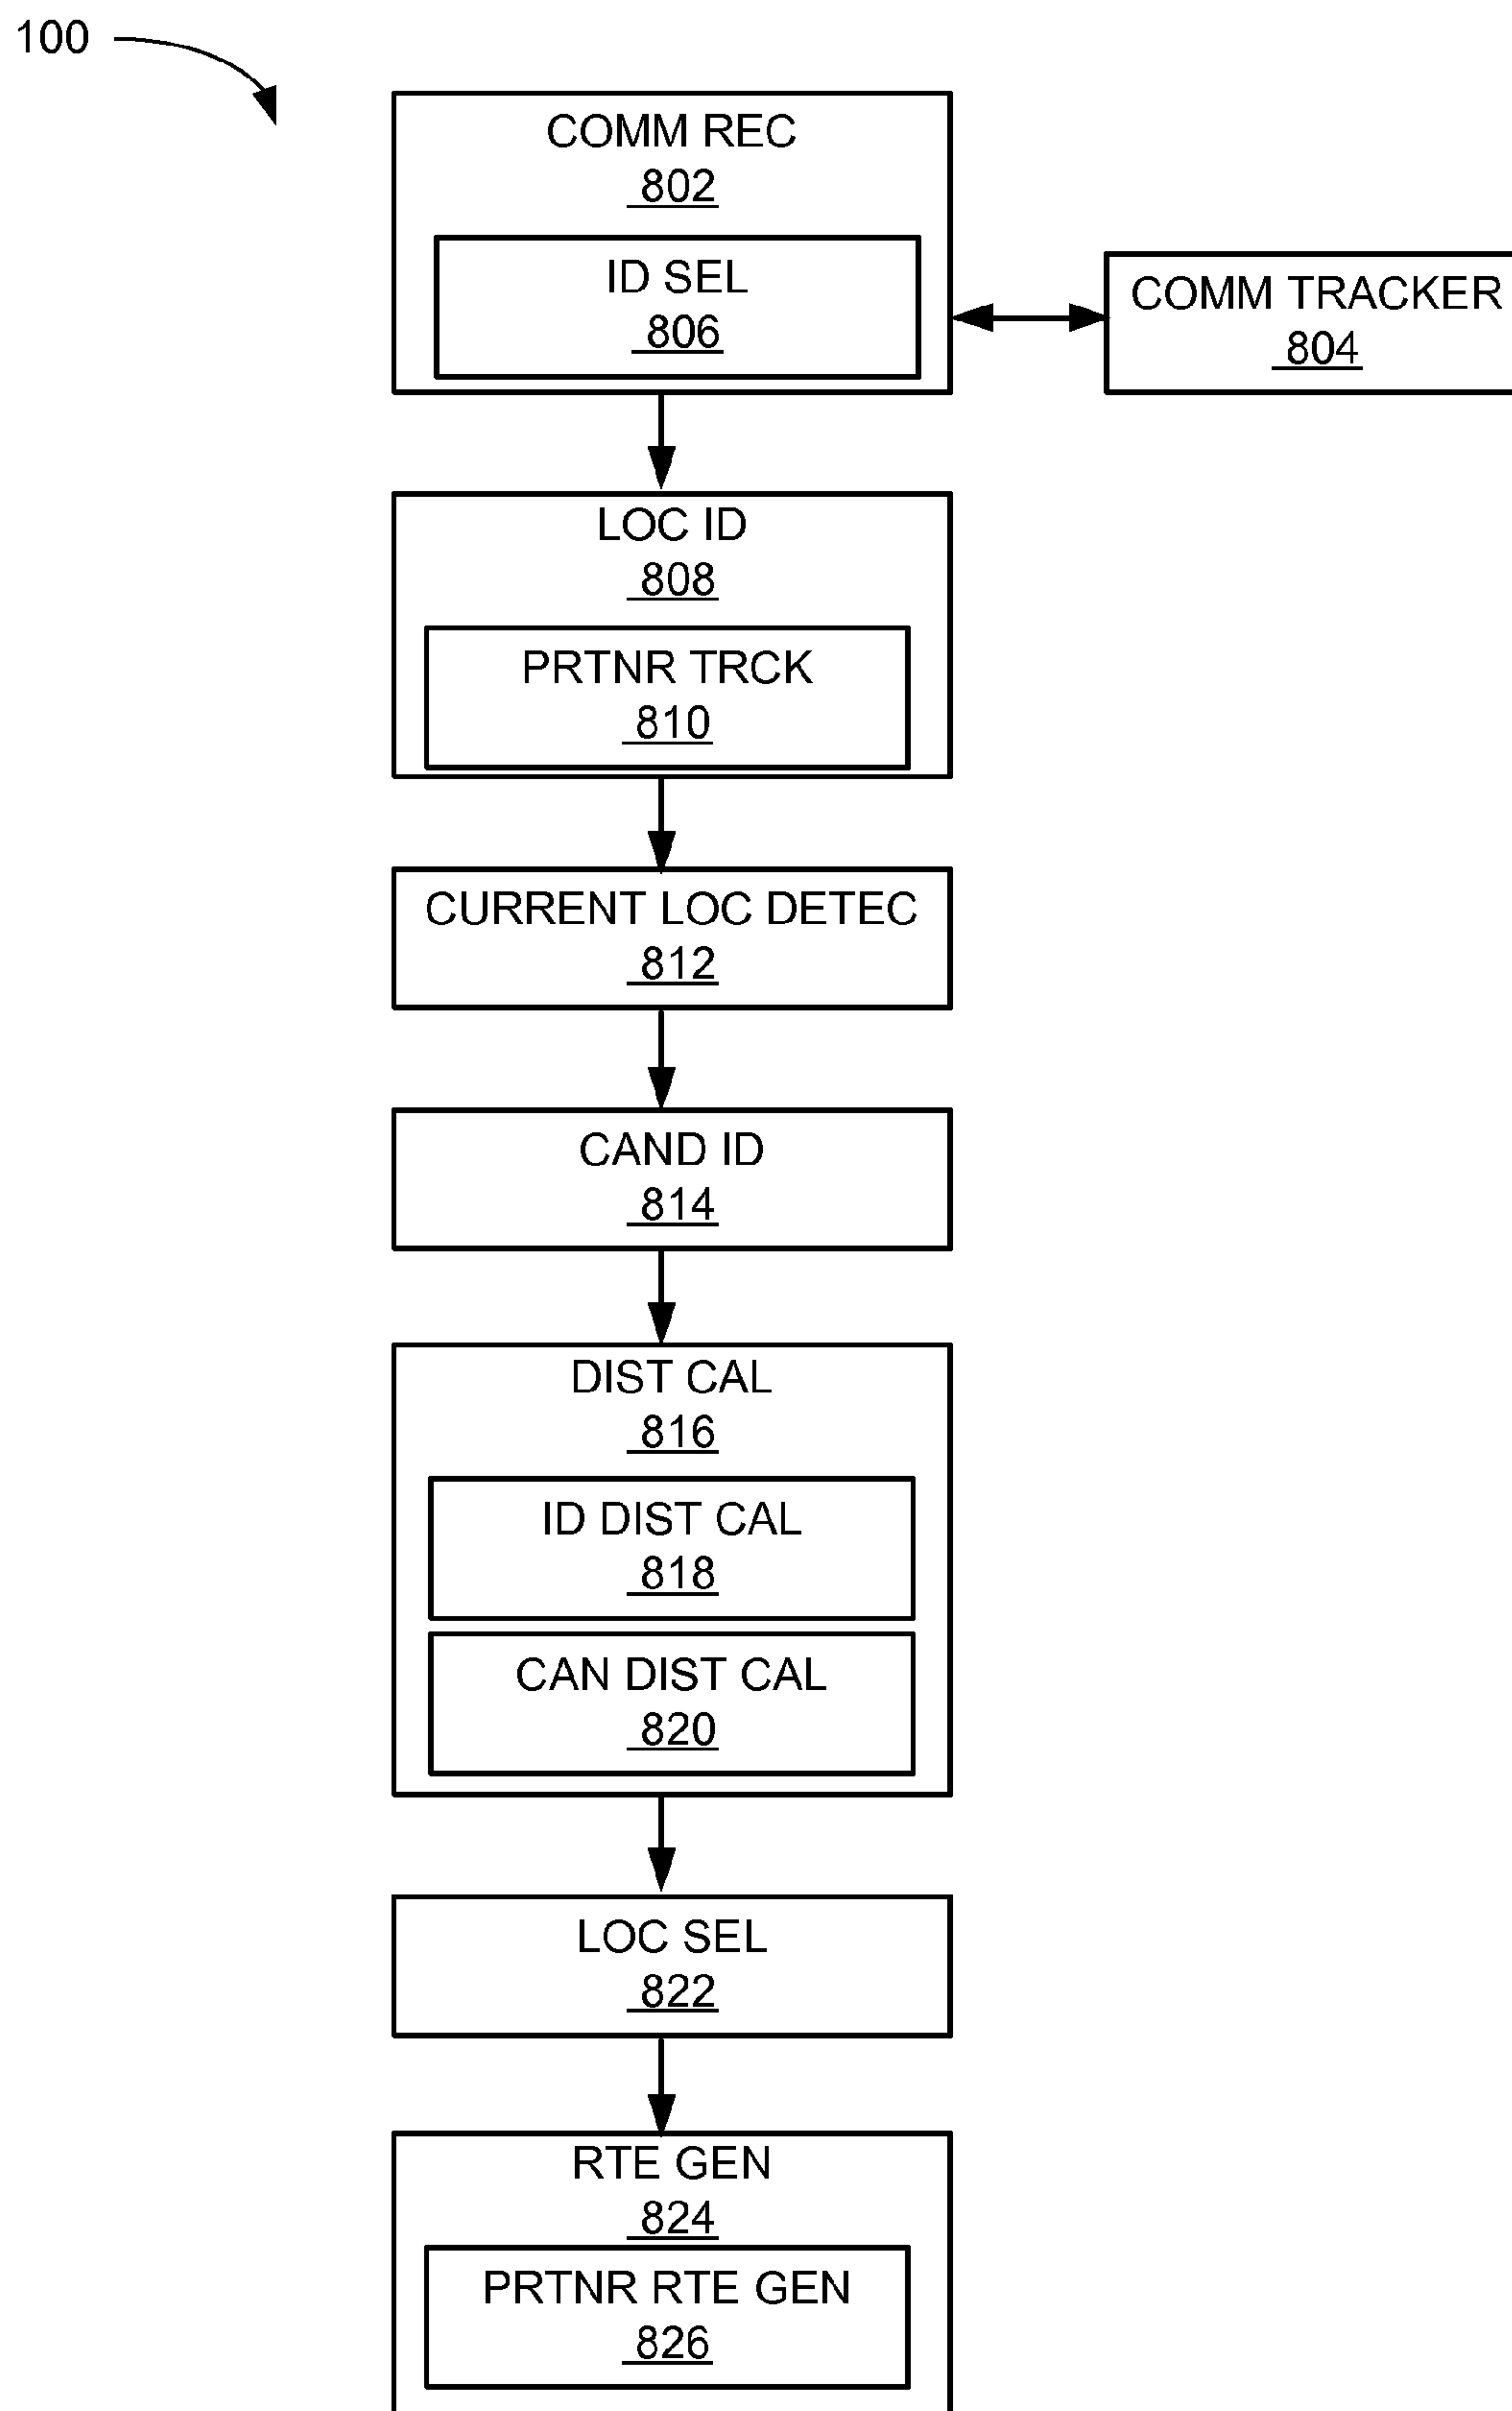 100
COMM REC
802
ID SEL
806
COMM TRACKER
804
LOC ID
808
PRTNR TRCK
810
CURRENT LOC DETEC
812
CAND ID
814
DIST CAL
816
ID DIST CAL
818
CAN DIST CAL
820
LOC SEL
822
RTE GEN
824
PRTNR RTE GEN
826